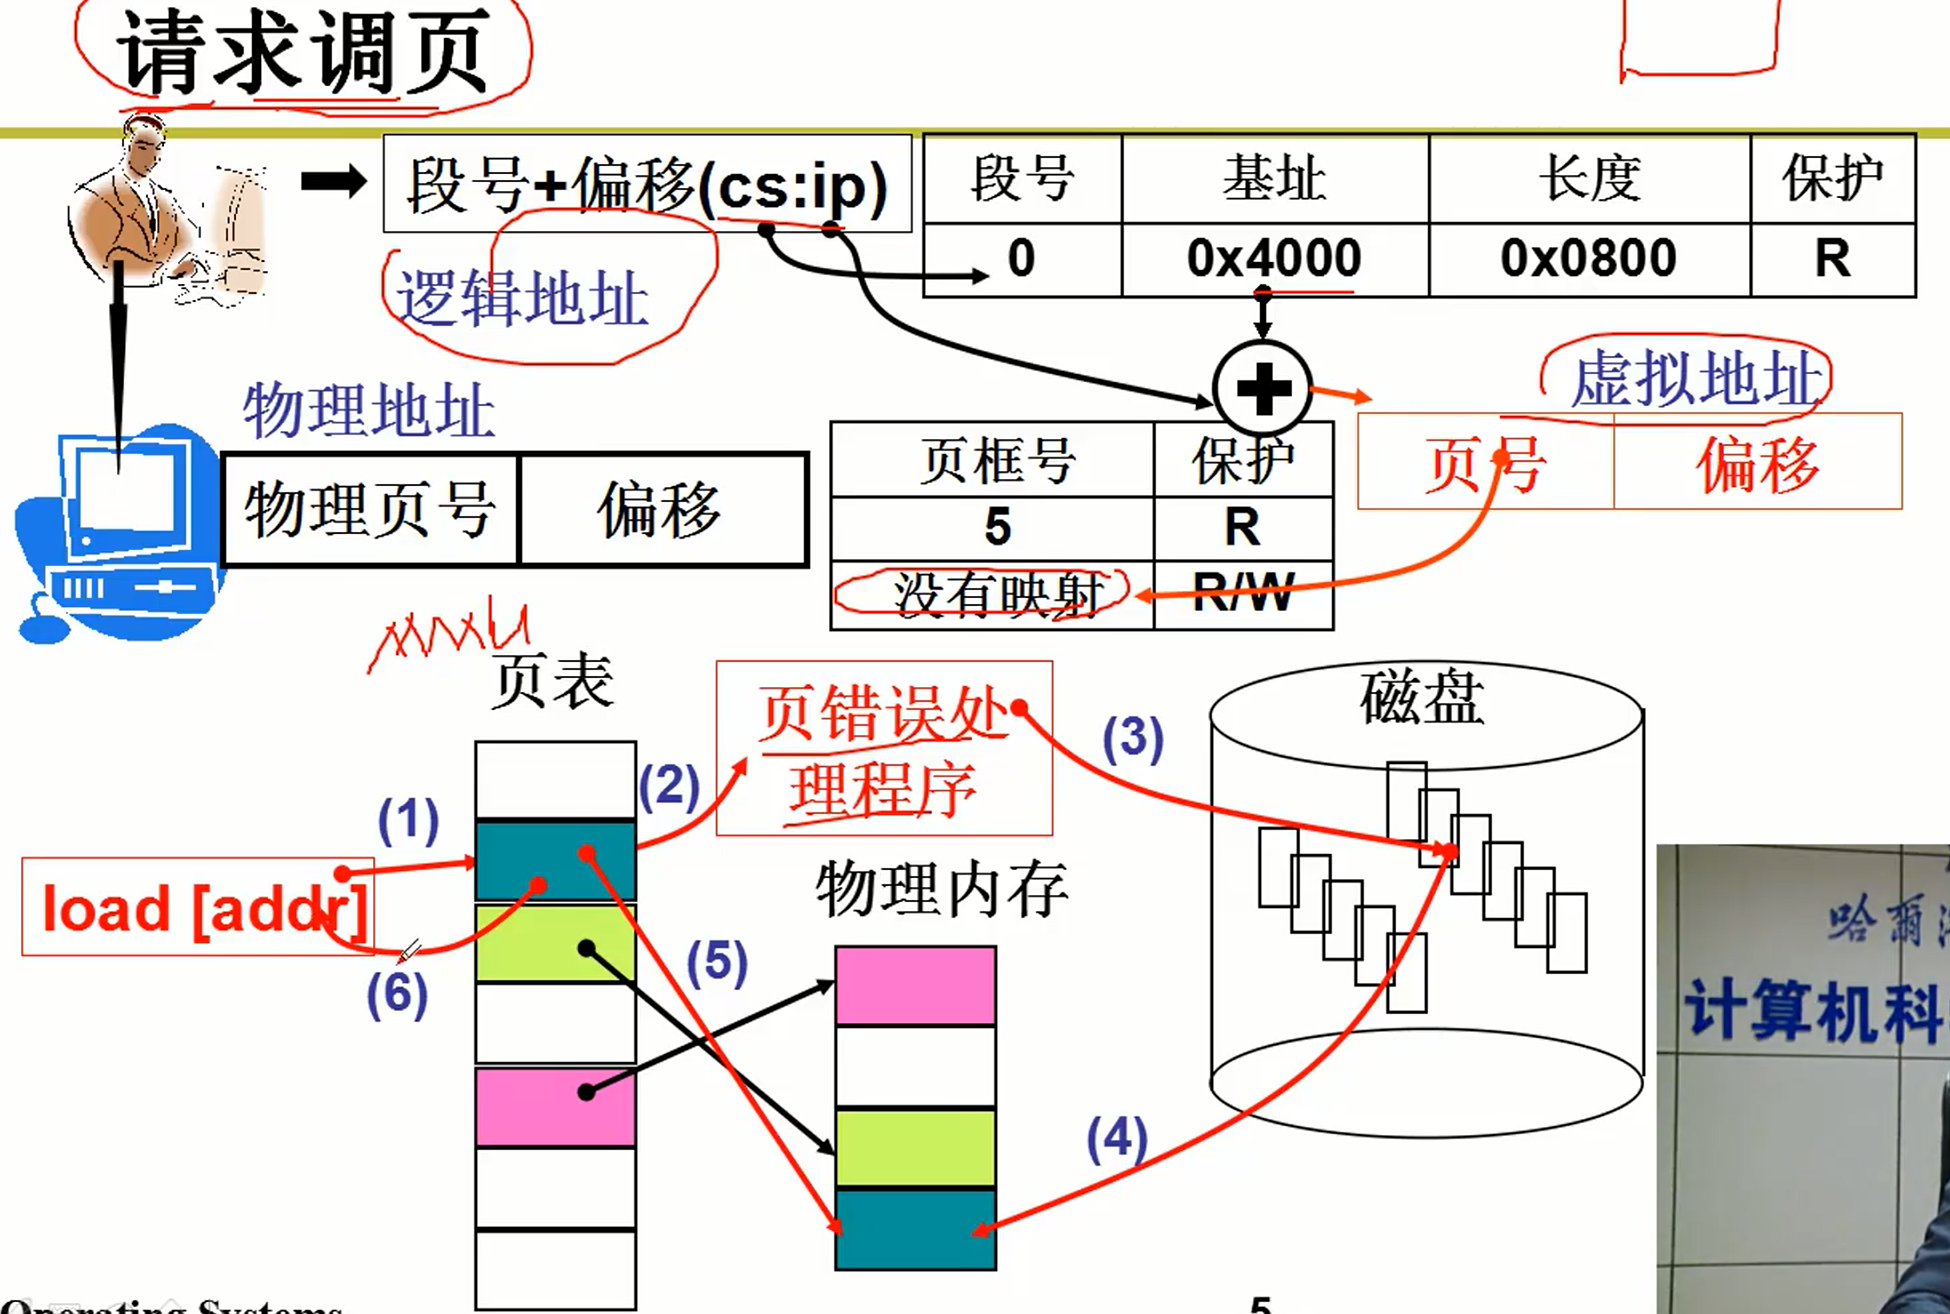 请求调页
段号+偏移(cs:ip)
段号 基址 长度 保护
0 0x4000 0x0800 R
逻辑地址
虚拟地址
物理地址
页号 偏移
物理页号 偏移
页框号 保护
5 R
没有映射 R/W
mmu
页表
页错误处
理程序
磁盘
(1)
(2)
(3)
load [addr]
物理内存
(5)
(6)
(4)
计算机科
Operating Systems
5